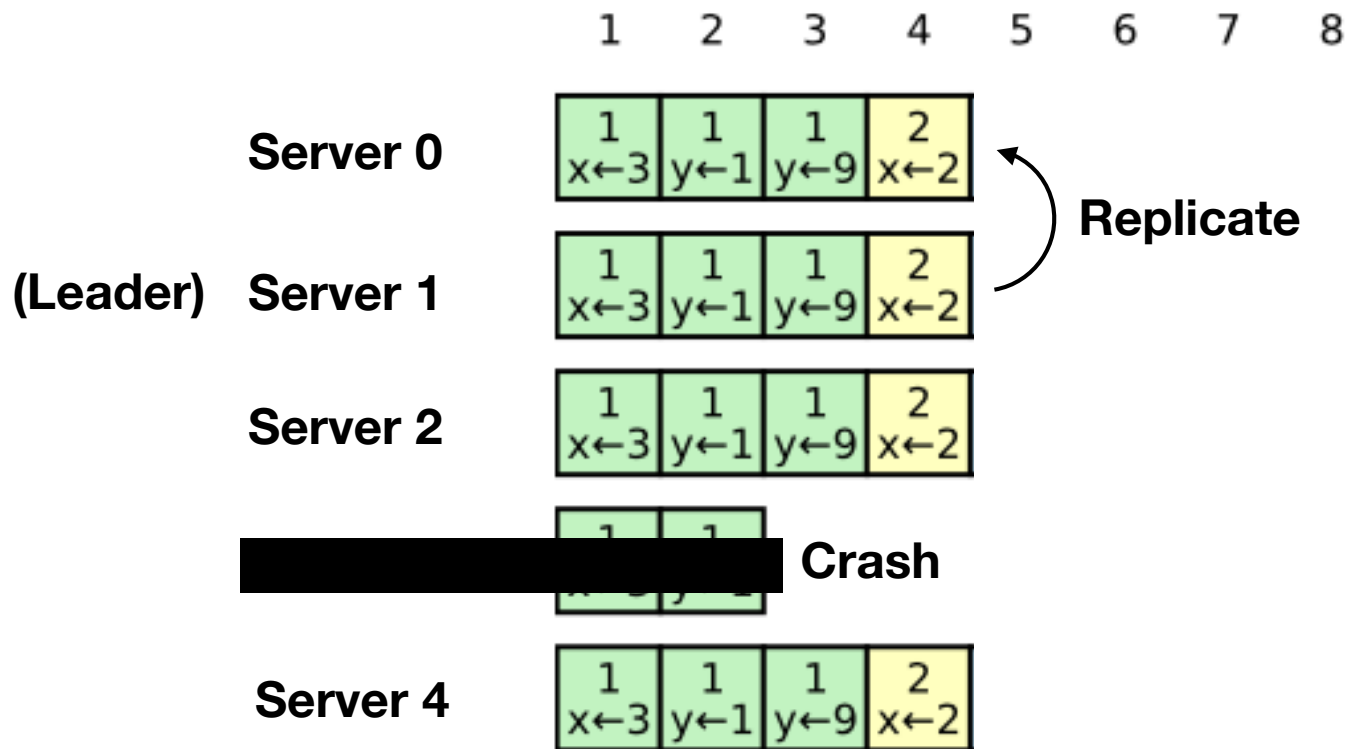 1 2 3 4 5 6 7 8
Server 0
1 1 1 2
x←3 y←1 y←9 x←2
Replicate
(Leader) Server 1
1 1 1 2
x←3 y←1 y←9 x←2
Server 2
1 1 1 2
x←3 y←1 y←9 x←2
Crash
Server 4
1 1 1 2
x←3 y←1 y←9 x←2